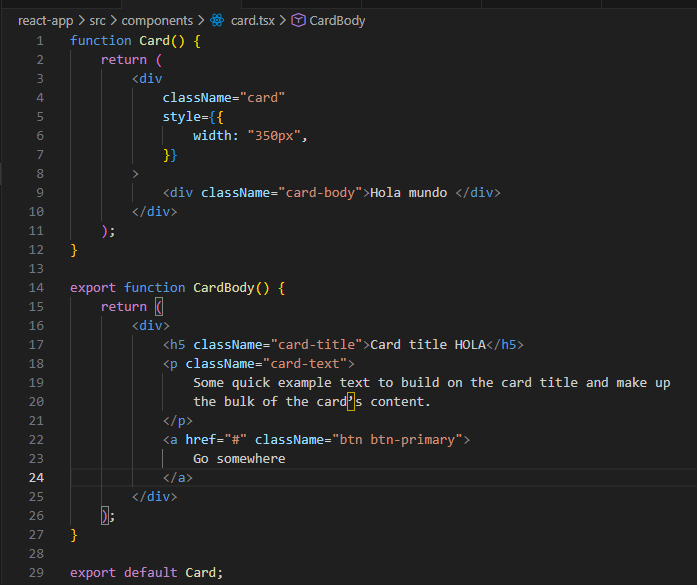 react-app > src > components > card.tsx > CardBody
1 function Card() {
2     return (
3         <div
4             className="card"
5             style={{
6                 width: "350px",
7             }}
8         >
9             <div className="card-body">Hola mundo </div>
10         </div>
11     );
12 }
13
14 export function CardBody() {
15     return (
16         <div>
17             <h5 className="card-title">Card title HOLA</h5>
18             <p className="card-text">
19                 Some quick example text to build on the card title and make up
20                 the bulk of the card’s content.
21             </p>
22             <a href="#" className="btn btn-primary">
23                 Go somewhere
24             </a>
25         </div>
26     );
27 }
28
29 export default Card;